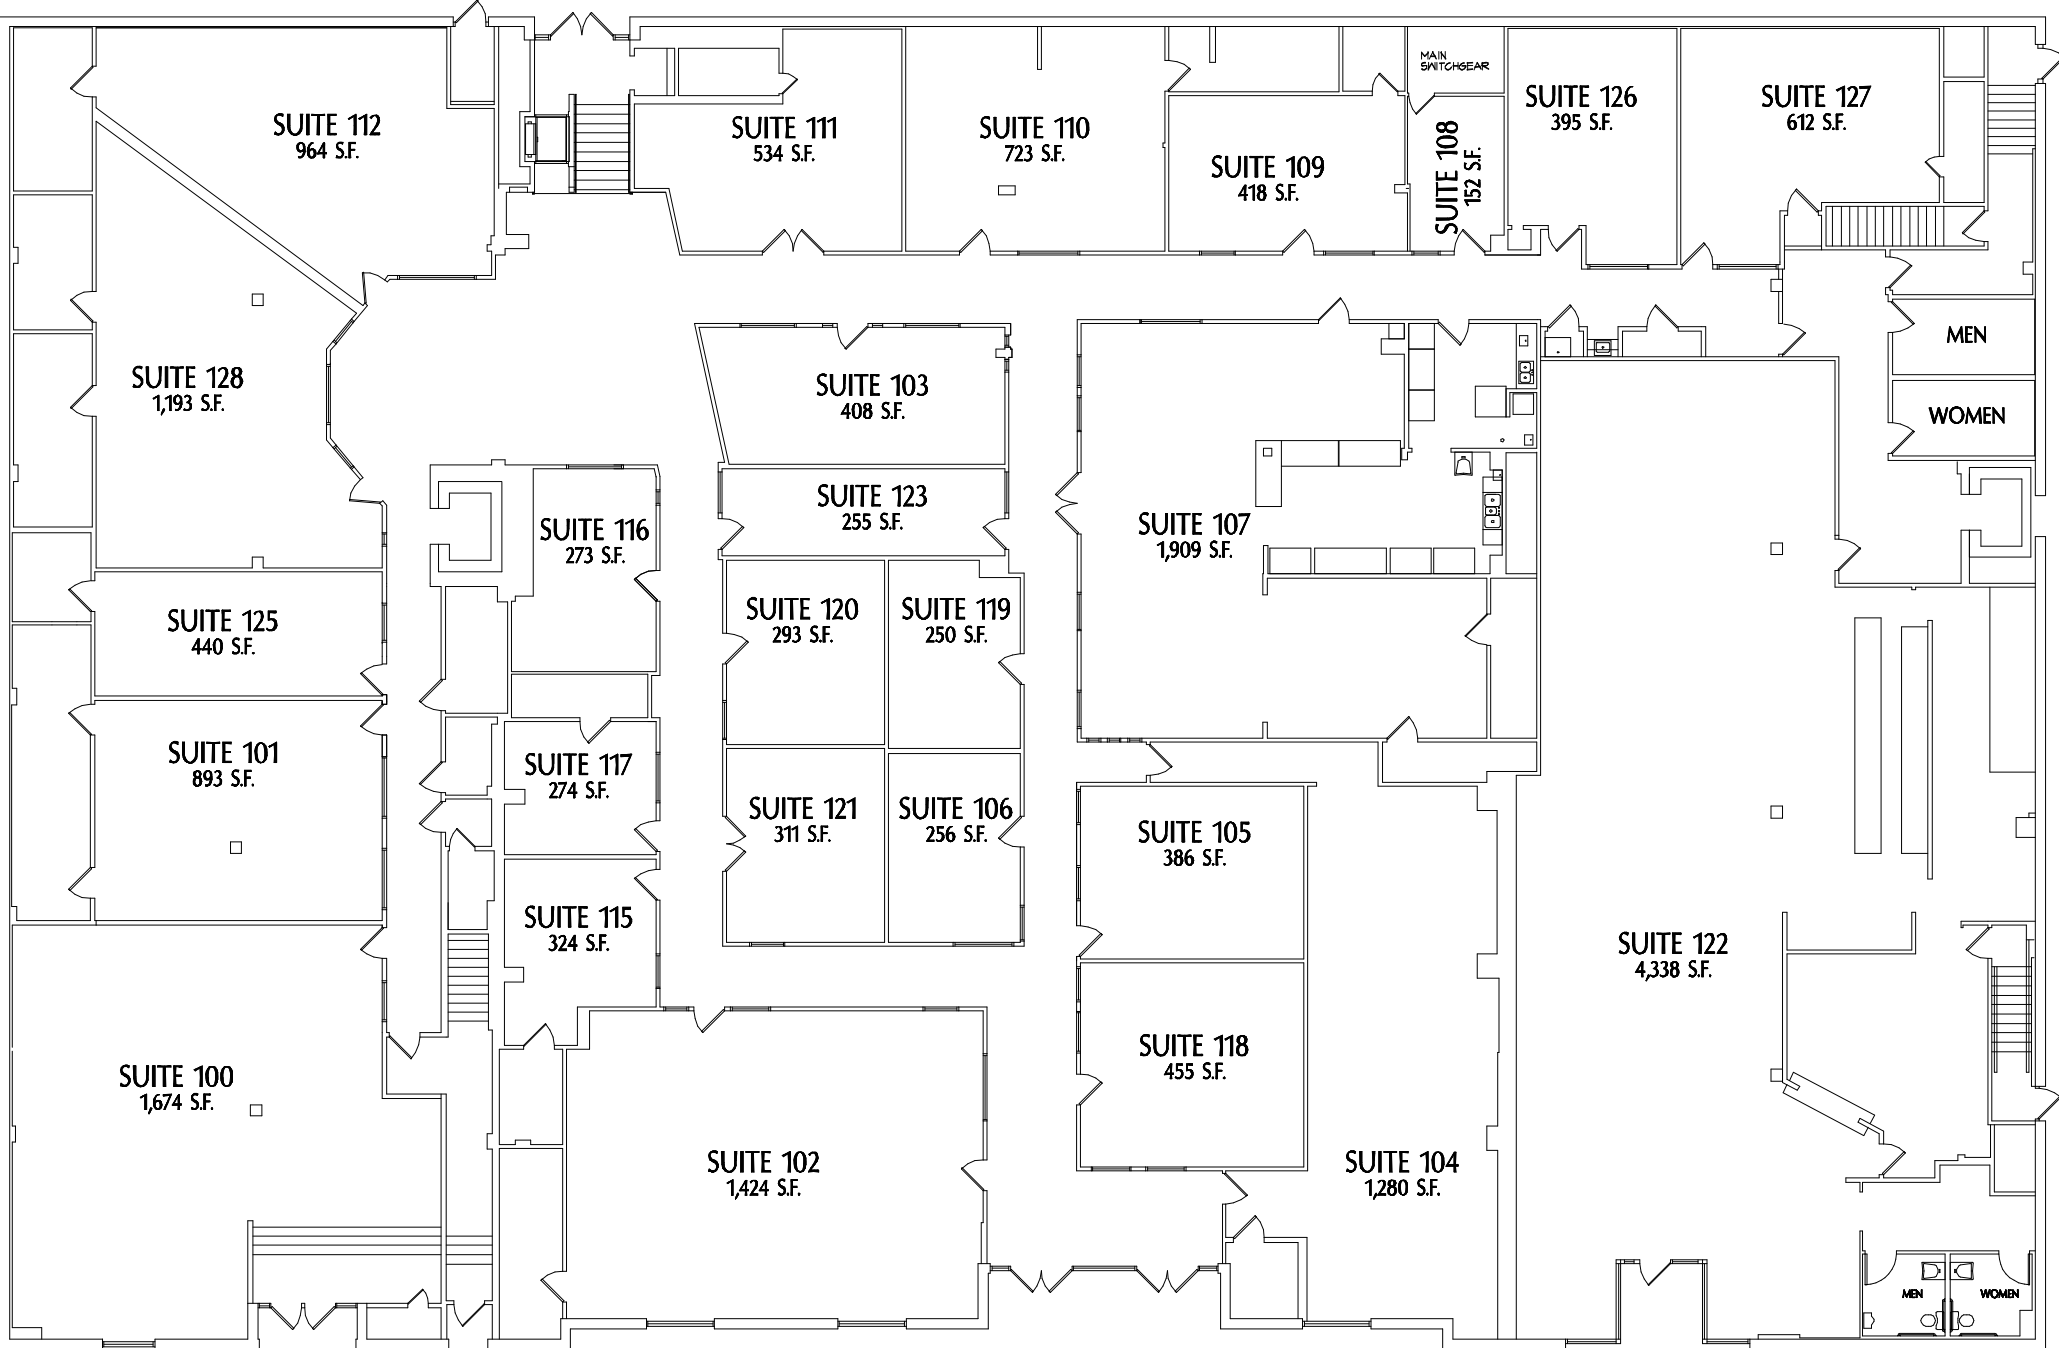 MAIN
SWITCHGEAR
SUITE 112
964 S.F.
SUITE 111
534 S.F.
SUITE 110
723 S.F.
SUITE 109
418 S.F.
SUITE 108
152 S.F.
SUITE 126
395 S.F.
SUITE 127
612 S.F.
MEN
WOMEN
SUITE 128
1,193 S.F.
SUITE 103
408 S.F.
SUITE 123
255 S.F.
SUITE 116
273 S.F.
SUITE 107
1,909 S.F.
SUITE 125
440 S.F.
SUITE 120
293 S.F.
SUITE 119
250 S.F.
SUITE 101
893 S.F.
SUITE 117
274 S.F.
SUITE 121
311 S.F.
SUITE 106
256 S.F.
SUITE 105
386 S.F.
SUITE 115
324 S.F.
SUITE 122
4,338 S.F.
SUITE 100
1,674 S.F.
SUITE 118
455 S.F.
SUITE 102
1,424 S.F.
SUITE 104
1,280 S.F.
MEN
WOMEN